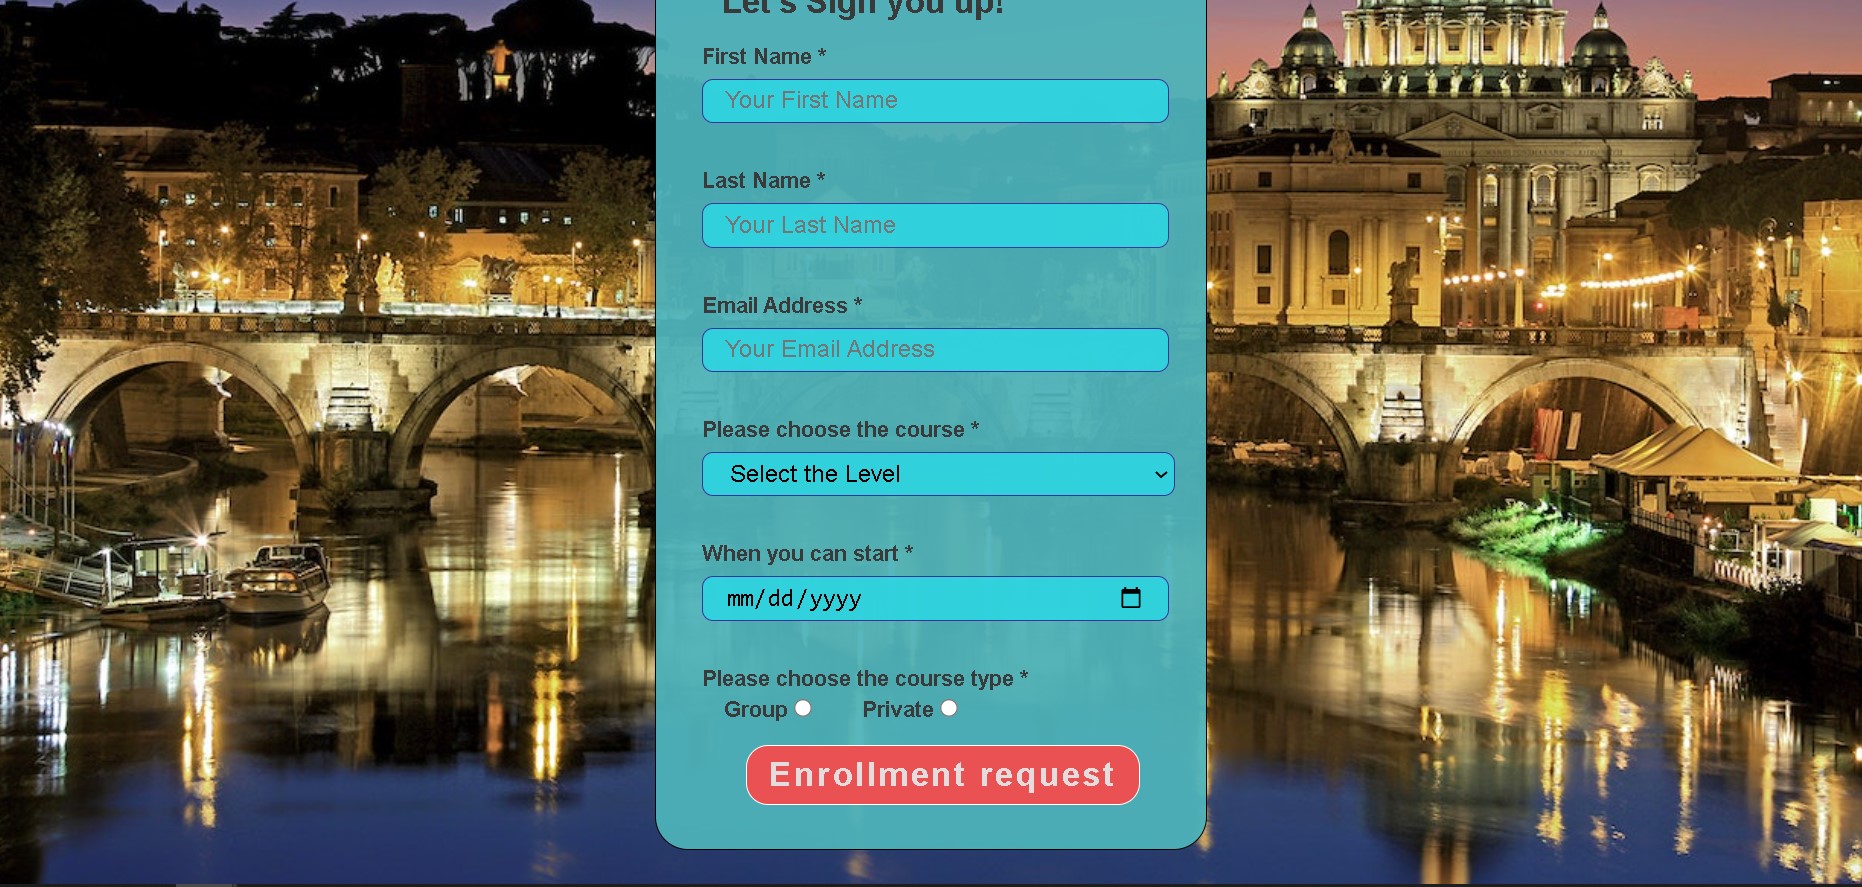 Let's Sign you up!
First Name *
Your First Name
Last Name *
Your Last Name
Email Address *
Your Email Address
Please choose the course *
Select the Level
When you can start *
mm/dd/yyyy
Please choose the course type *
Group Private
Enrollment request